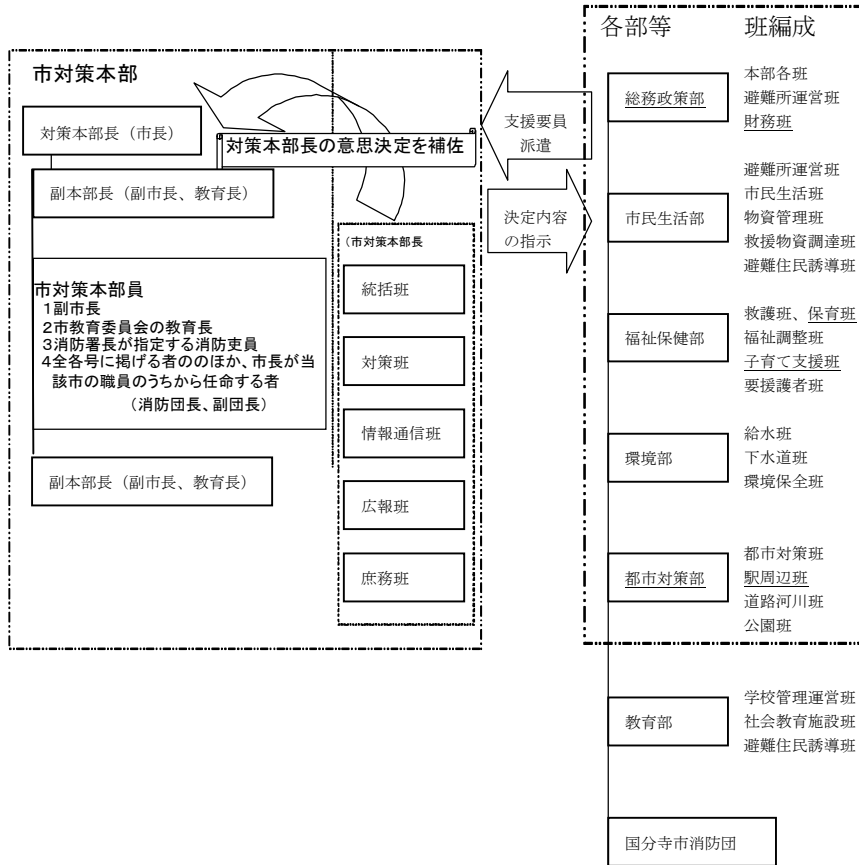 市対策本部
対策本部長（市長）
対策本部長の意思決定を補佐
副本部長（副市長、教育長）
市対策本部員
1副市長
2市教育委員会の教育長
3消防署長が指定する消防吏員
4全各号に掲げる者ののほか、市長が当
該市の職員のうちから任命する者
（消防団長、副団長）
副本部長（副市長、教育長）
（市対策本部長
統括班
対策班
情報通信班
広報班
庶務班
支援要員
派遣
決定内容
の指示
各部等
班編成
総務政策部
本部各班
避難所運営班
財務班
市民生活部
避難所運営班
市民生活班
物資管理班
救援物資調達班
避難住民誘導班
福祉保健部
救護班、保育班
福祉調整班
子育て支援班
要援護者班
環境部
給水班
下水道班
環境保全班
都市対策部
都市対策班
駅周辺班
道路河川班
公園班
教育部
学校管理運営班
社会教育施設班
避難住民誘導班
国分寺市消防団